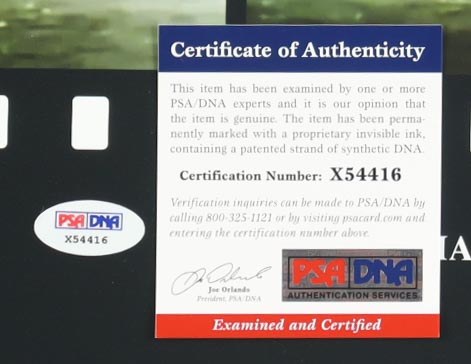 Certificate of Authenticity
This item has been examined by one or more
PSA/DNA experts and it is our opinion that
the item is genuine. The item has been perma-
nently marked with a proprietary invisible ink,
containing a patented strand of synthetic DNA.
Certification Number: X54416
Verification inquiries can be made to PSA/DNA by
calling 800-325-1121 or by visiting psacard.com and
entering the certification number above.
PSA DNA
X54416
IA
PSA DNA
AUTHENTICATION SERVICES
Joe Orlando
President, PSA/DNA
Examined and Certified